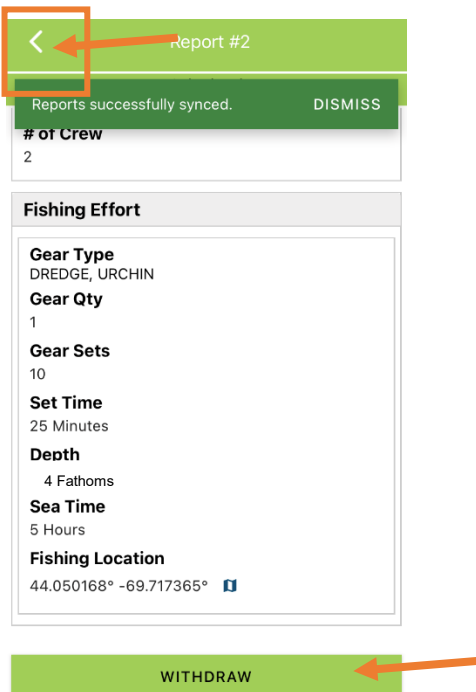 Report #2
Reports successfully synced. DISMISS
# of Crew
2
Fishing Effort
Gear Type
DREDGE, URCHIN
Gear Qty
1
Gear Sets
10
Set Time
25 Minutes
Depth
4 Fathoms
Sea Time
5 Hours
Fishing Location
44.050168° -69.717365°
WITHDRAW